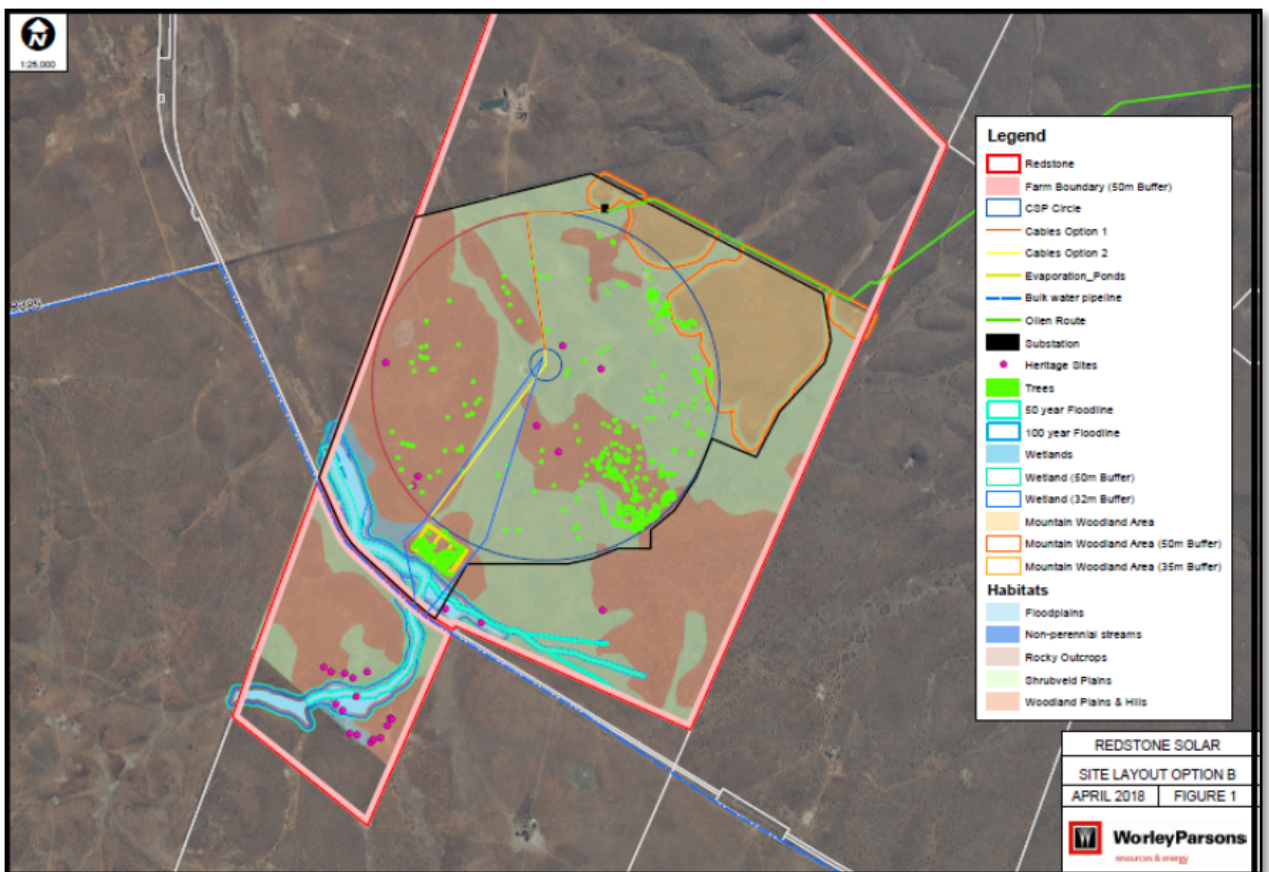 N
1:25,000
Legend
Redstone
Farm Boundary (50m Buffer)
CSP Circle
Cables Option 1
Cables Option 2
Evaporation_Ponds
Bulk water pipeline
Olien Route
Substation
Heritage Sites
Trees
50 year Floodline
100 year Floodline
Wetlands
Wetland (50m Buffer)
Wetland (32m Buffer)
Mountain Woodland Area
Mountain Woodland Area (50m Buffer)
Mountain Woodland Area (35m Buffer)
Habitats
Floodplains
Non-perennial streams
Rocky Outcrops
Shrubveld Plains
Woodland Plains & Hills
REDSTONE SOLAR
SITE LAYOUT OPTION B
APRIL 2018 FIGURE 1
WorleyParsons
resources & energy